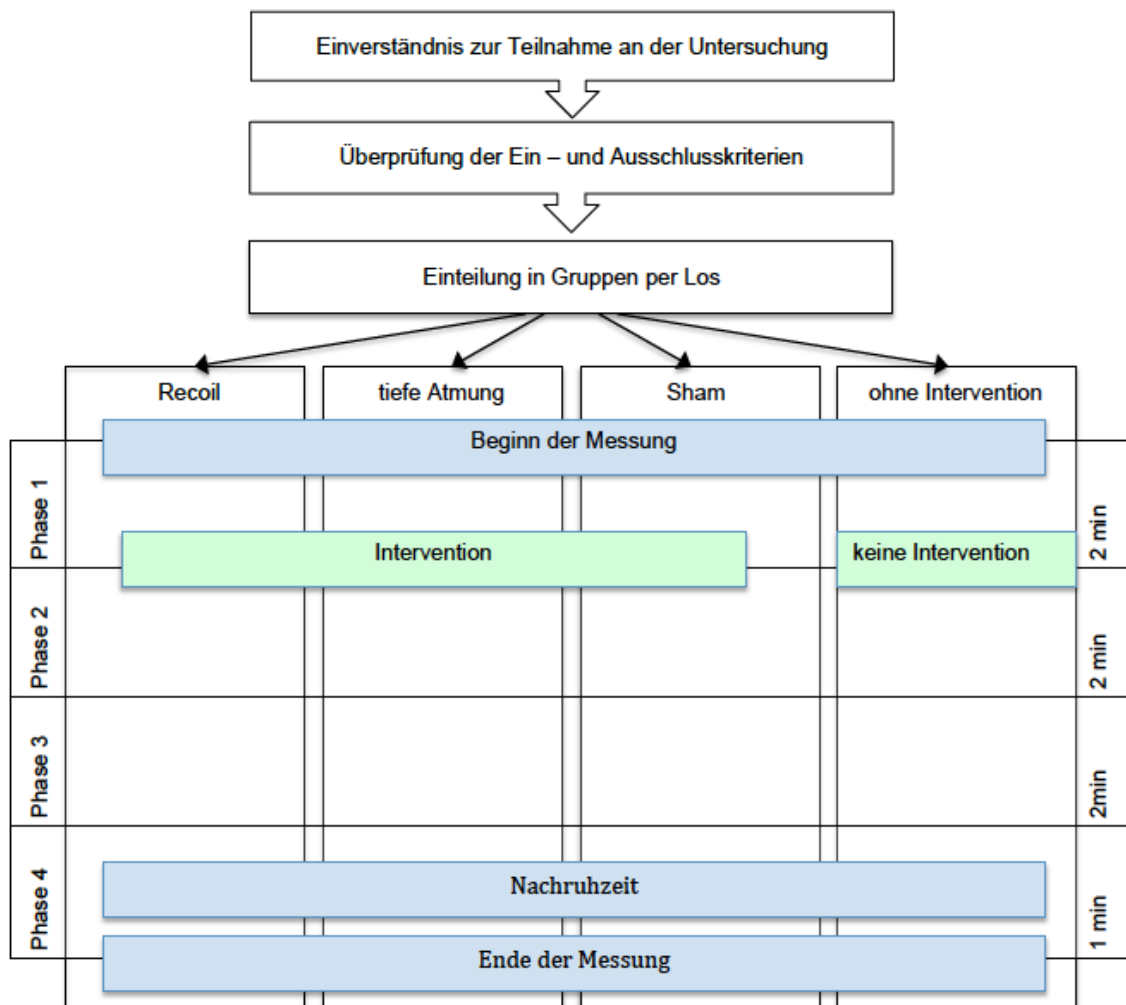 Einverständnis zur Teilnahme an der Untersuchung
Überprüfung der Ein – und Ausschlusskriterien
Einteilung in Gruppen per Los
Recoil
tiefe Atmung
Sham
ohne Intervention
Beginn der Messung
Phase 1
2 min
Intervention
keine Intervention
Phase 2
2 min
Phase 3
2min
Phase 4
1 min
Nachruhzeit
Ende der Messung